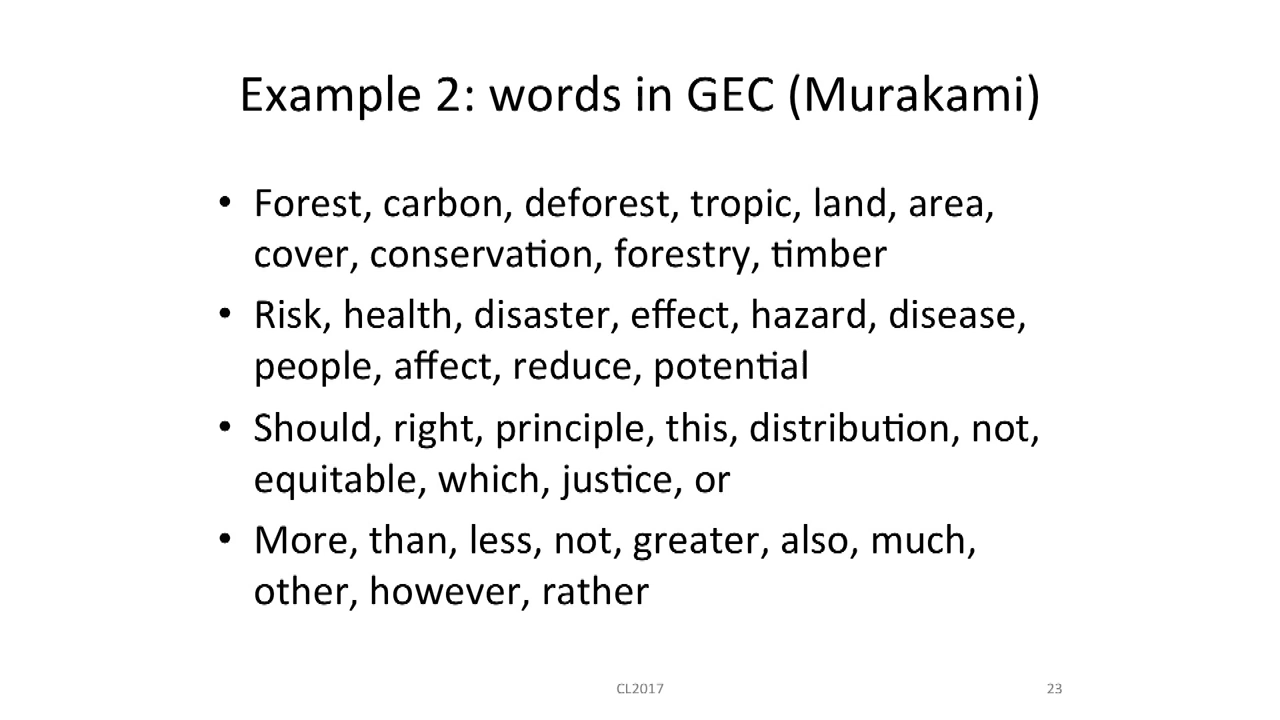 Example 2: words in GEC (Murakami)
• Forest, carbon, deforest, tropic, land, area,
cover, conservation, forestry, timber
• Risk, health, disaster, effect, hazard, disease,
people, affect, reduce, potential
• Should, right, principle, this, distribution, not,
equitable, which, justice, or
• More, than, less, not, greater, also, much,
other, however, rather
CL2017
23